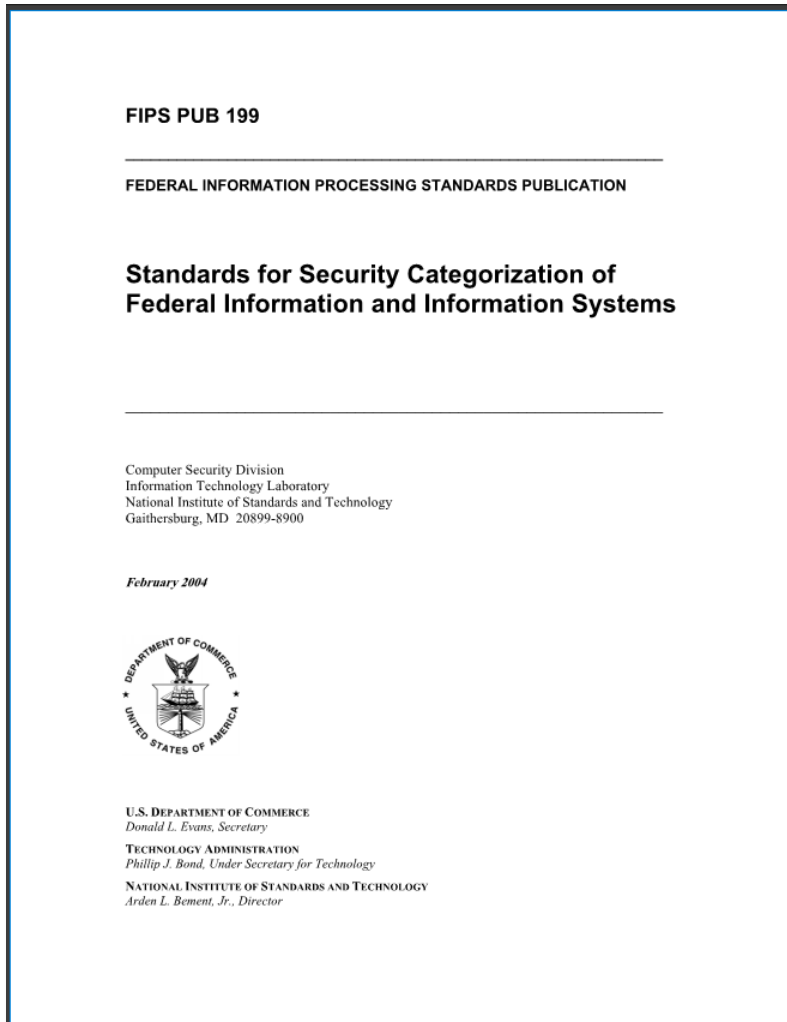 FIPS PUB 199
FEDERAL INFORMATION PROCESSING STANDARDS PUBLICATION
Standards for Security Categorization of
Federal Information and Information Systems
Computer Security Division
Information Technology Laboratory
National Institute of Standards and Technology
Gaithersburg, MD 20899-8900
February 2004
DEPARTMENT OF COMMERCE
UNITED STATES OF AMERICA
U.S. DEPARTMENT OF COMMERCE
Donald L. Evans, Secretary
TECHNOLOGY ADMINISTRATION
Phillip J. Bond, Under Secretary for Technology
NATIONAL INSTITUTE OF STANDARDS AND TECHNOLOGY
Arden L. Bement, Jr., Director